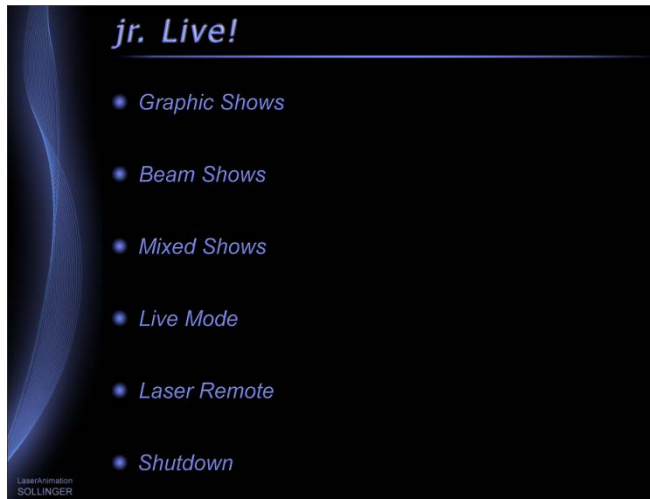 jr. Live!
Graphic Shows
Beam Shows
Mixed Shows
Live Mode
Laser Remote
Shutdown
LaserAnimation
SOLLINGER